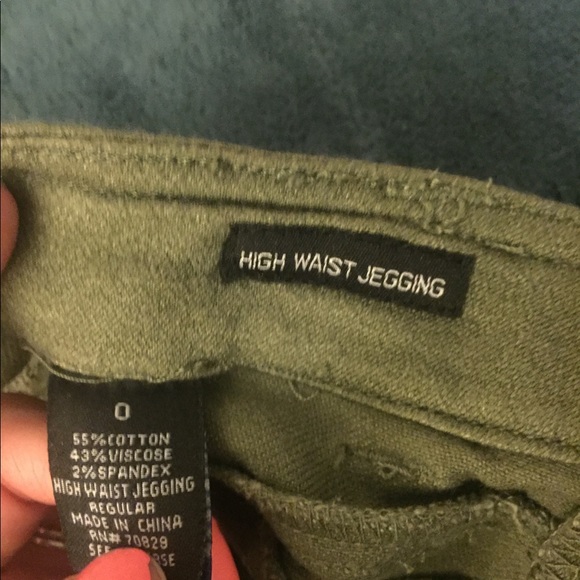 HIGH WAIST JEGGING
0
55%COTTON
43%VISCOSE
2%SPANDEX
HIGH WAIST JEGGING
REGULAR
MADE IN CHINA
RN# 70829
SEE